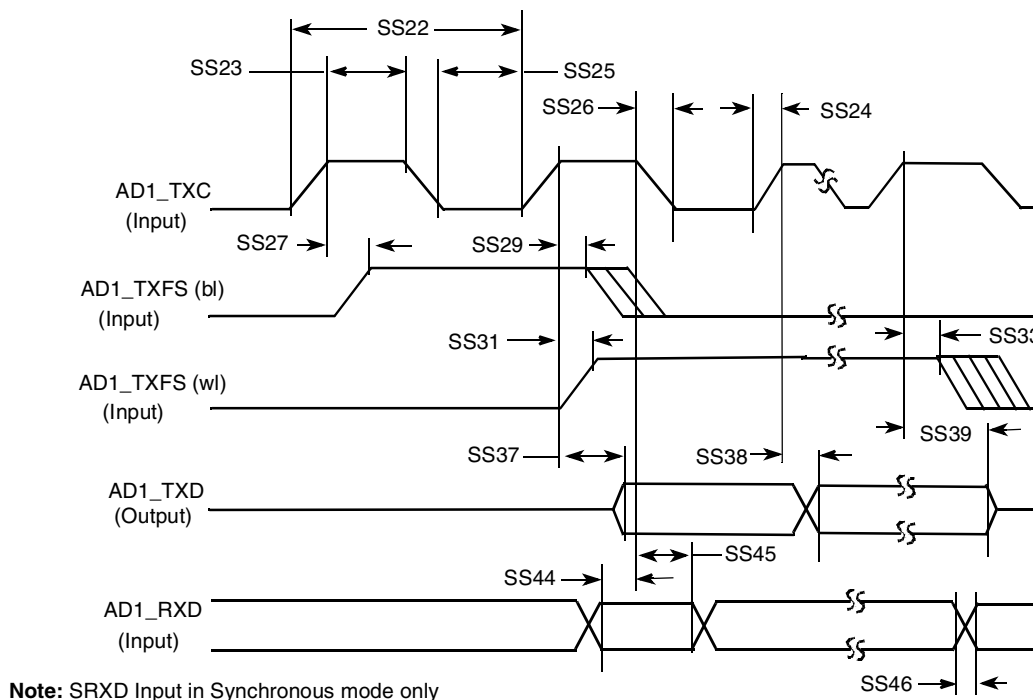 SS22
SS23
SS25
SS26
SS24
AD1_TXC
(Input)
SS27
SS29
AD1_TXFS (bl)
(Input)
SS31
SS33
AD1_TXFS (wl)
(Input)
SS37
SS38
SS39
AD1_TXD
(Output)
SS44
SS45
AD1_RXD
(Input)
SS46
Note: SRXD Input in Synchronous mode only